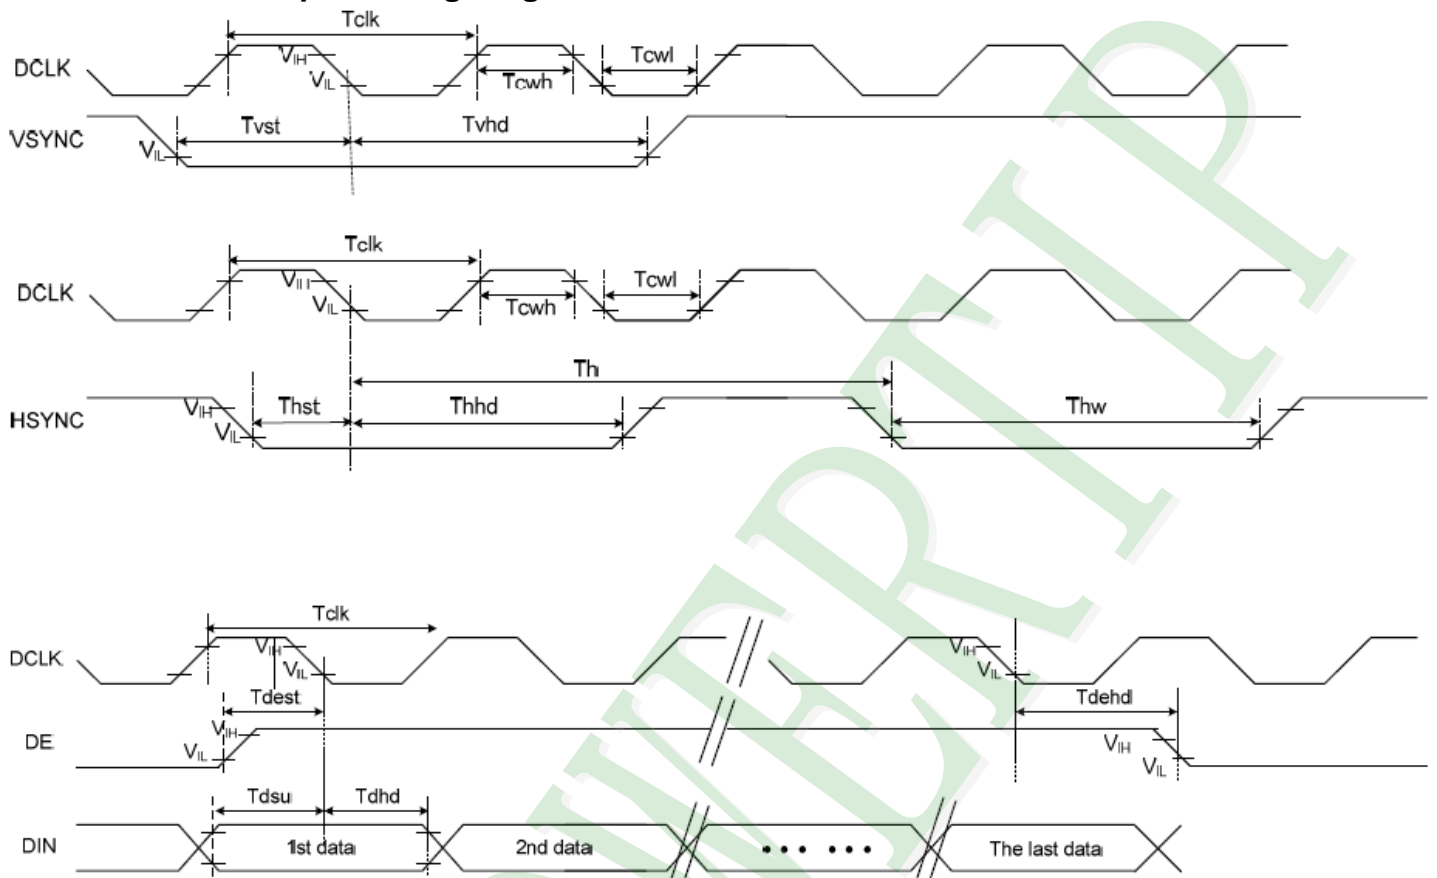 Tclk
DCLK
VIH
VIL
Tcwh
Tcwl
VSYNC
VIL
Tvst
Tvhd
Tclk
DCLK
VIH
VIL
Tcwh
Tcwl
Th
HSYNC
VIH
VIL
Thst
Thhd
Thw
Tclk
DCLK
VIH
VIL
VIH
VIL
Tdest
Tdehd
DE
VIH
VIL
VIH
VIL
Tdsu
Tdhd
DIN
1st data
2nd data
••• •••
The last data
WERTIP